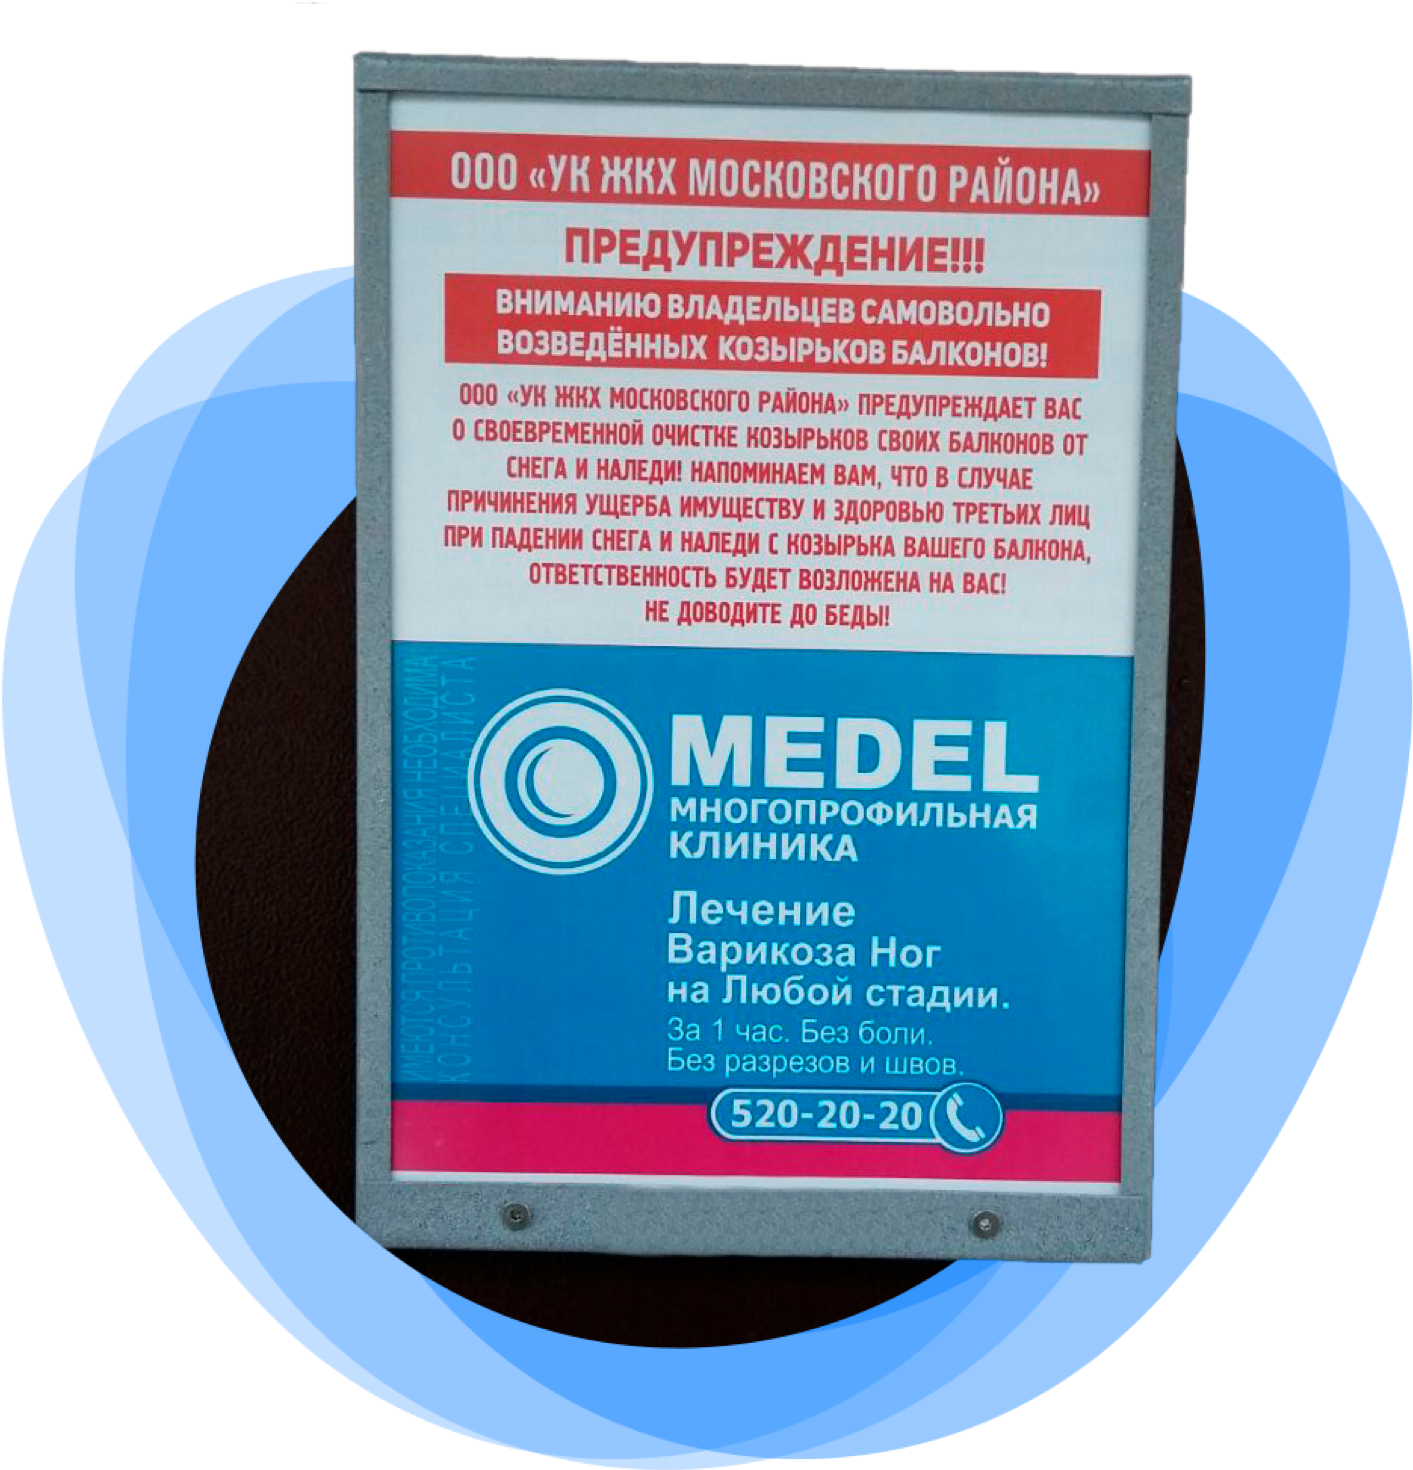 ООО «УК ЖКХ МОСКОВСКОГО РАЙОНА»
ПРЕДУПРЕЖДЕНИЕ!!!
ВНИМАНИЮ ВЛАДЕЛЬЦЕВ САМОВОЛЬНО
ВОЗВЕДЁННЫХ КОЗЫРЬКОВ БАЛКОНОВ!
ООО «УК ЖКХ МОСКОВСКОГО РАЙОНА» ПРЕДУПРЕЖДАЕТ ВАС
О СВОЕВРЕМЕННОЙ ОЧИСТКЕ КОЗЫРЬКОВ СВОИХ БАЛКОНОВ ОТ
СНЕГА И НАЛЕДИ! НАПОМИНАЕМ ВАМ, ЧТО В СЛУЧАЕ
ПРИЧИНЕНИЯ УЩЕРБА ИМУЩЕСТВУ И ЗДОРОВЬЮ ТРЕТЬИХ ЛИЦ
ПРИ ПАДЕНИИ СНЕГА И НАЛЕДИ С КОЗЫРЬКА ВАШЕГО БАЛКОНА,
ОТВЕТСТВЕННОСТЬ БУДЕТ ВОЗЛОЖЕНА НА ВАС!
НЕ ДОВОДИТЕ ДО БЕДЫ!
ИМЕЮТСЯ ПРОТИВОПОКАЗАНИЯ НЕОБХОДИМА
КОНСУЛЬТАЦИЯ СПЕЦИАЛИСТА
MEDEL
МНОГОПРОФИЛЬНАЯ
КЛИНИКА
Лечение
Варикоза Ног
на Любой стадии.
За 1 час. Без боли.
Без разрезов и швов.
520-20-20